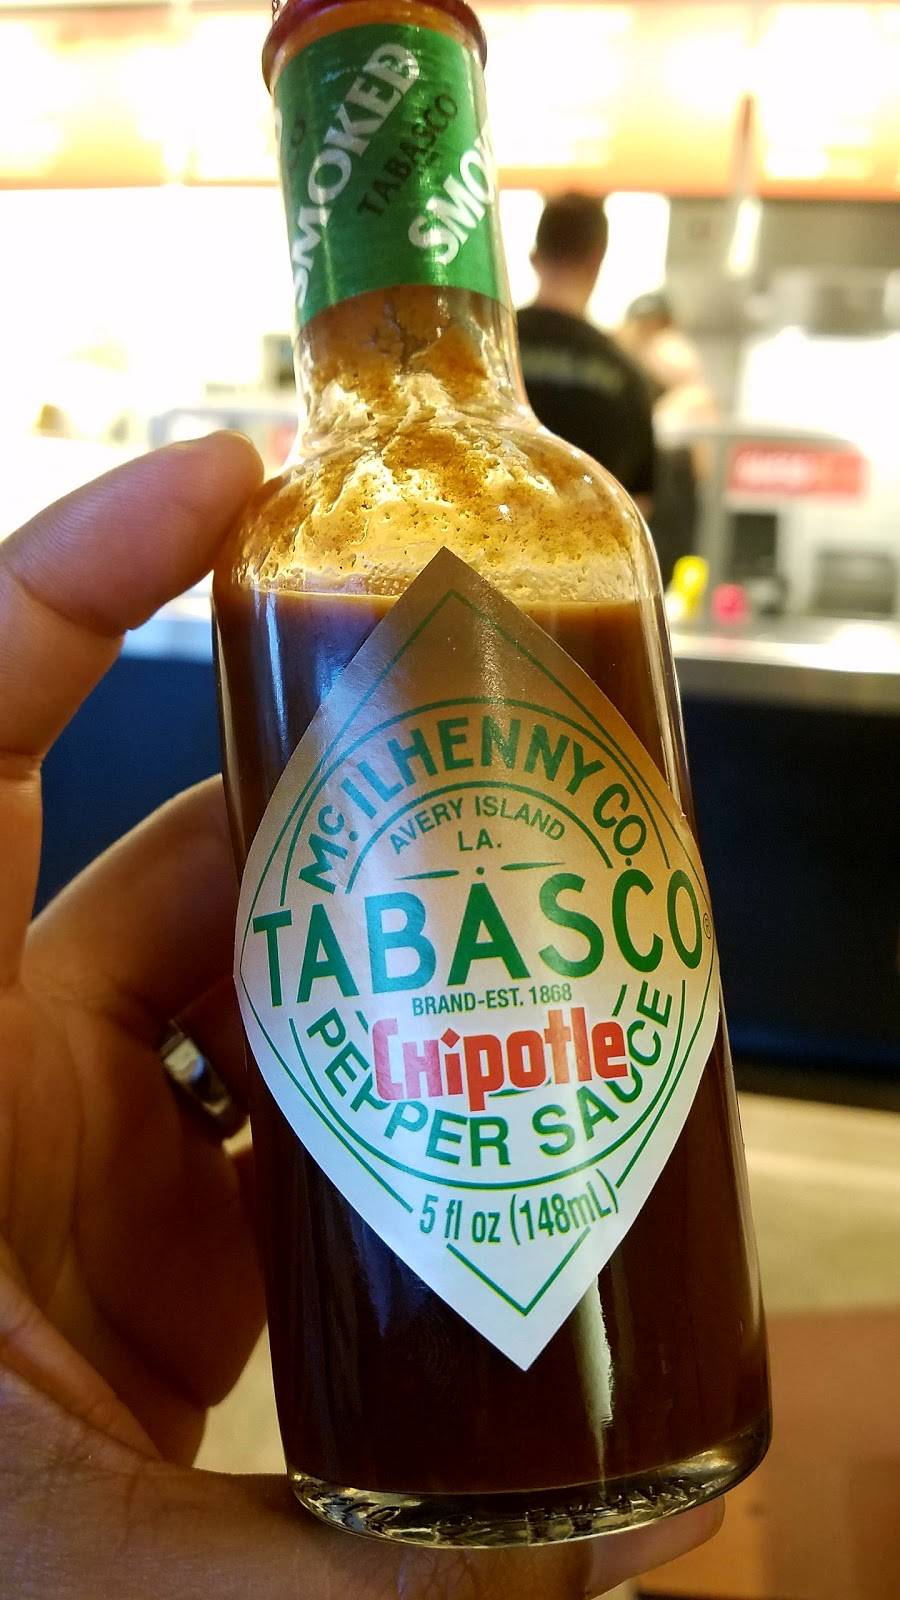 SMOKED
TABASCO
SMO
McILHENNY CO.
AVERY ISLAND
LA.
TABASCO®
BRAND-EST. 1868
CHipotle
PEPPER SAUCE
5 fl oz (148mL)